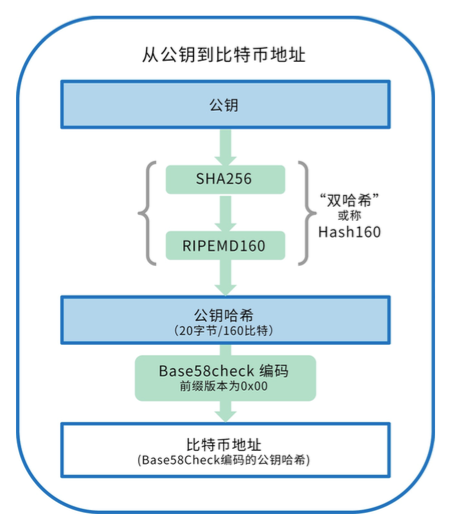 从公钥到比特币地址
公钥
SHA256
“双哈希”
或称
Hash160
RIPEMD160
公钥哈希
（20字节/160比特）
Base58check 编码
前缀版本为0x00
比特币地址
(Base58Check编码的公钥哈希)